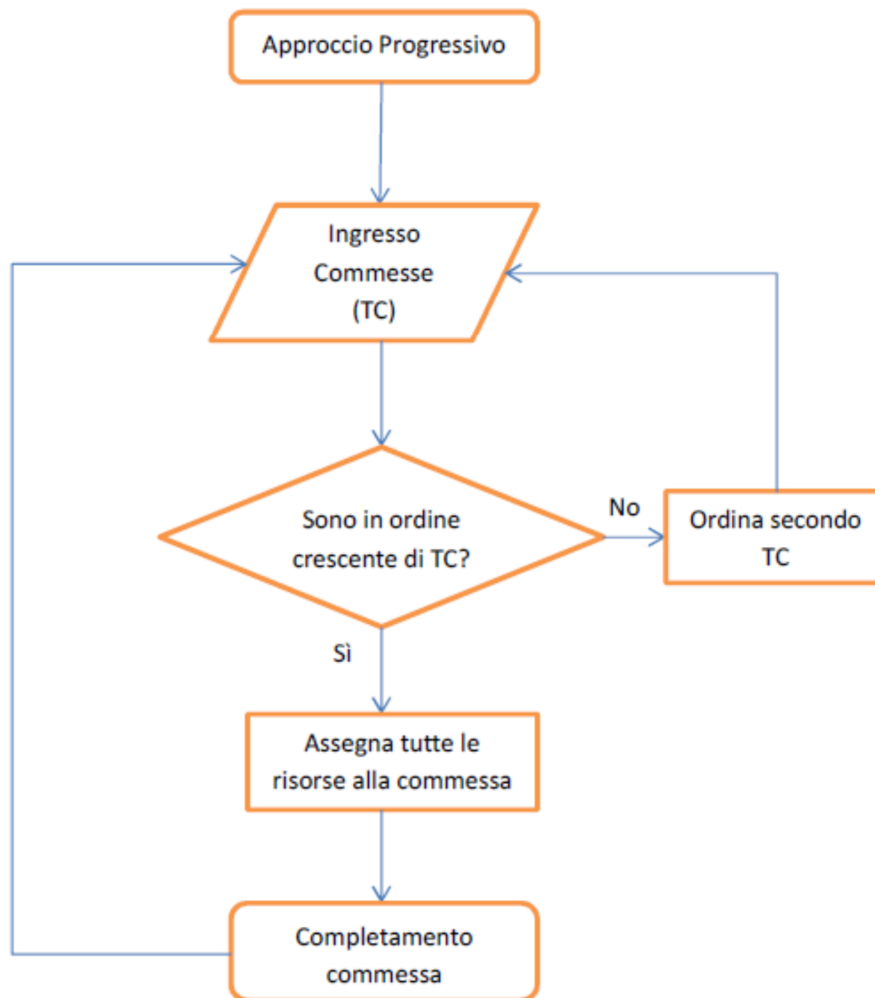 Approccio Progressivo
Ingresso
Commesse
(TC)
Sono in ordine
crescente di TC?
No
Ordina secondo
TC
Sì
Assegna tutte le
risorse alla commessa
Completamento
commessa